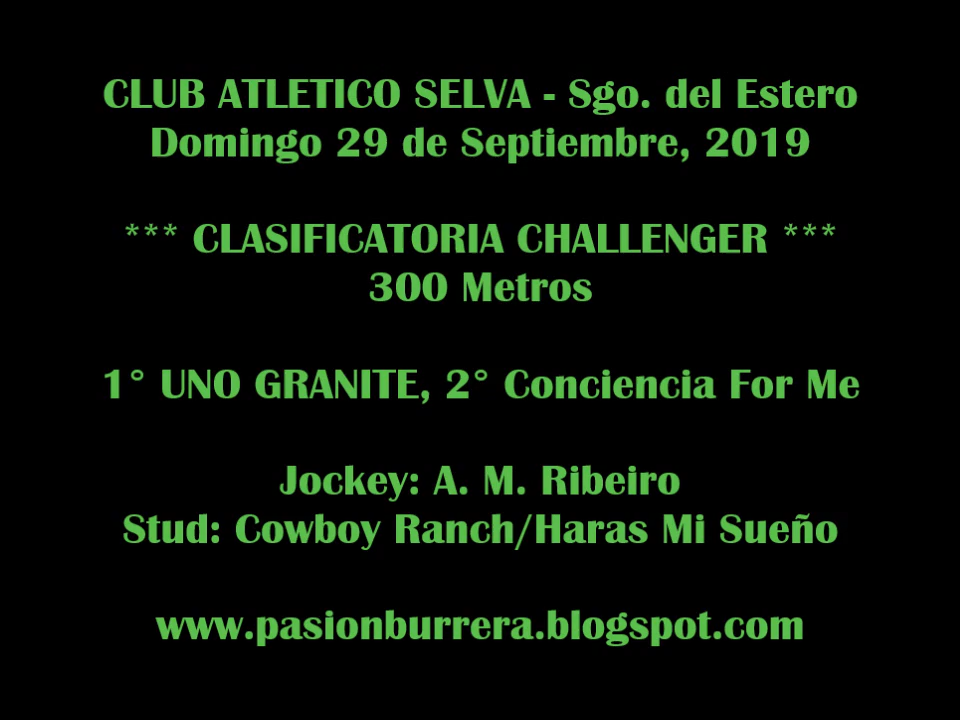 CLUB ATLETICO SELVA - Sgo. del Estero
Domingo 29 de Septiembre, 2019
*** CLASIFICATORIA CHALLENGER ***
300 Metros
1° UNO GRANITE, 2° Conciencia For Me
Jockey: A. M. Ribeiro
Stud: Cowboy Ranch/Haras Mi Sueño
www.pasionburrera.blogspot.com